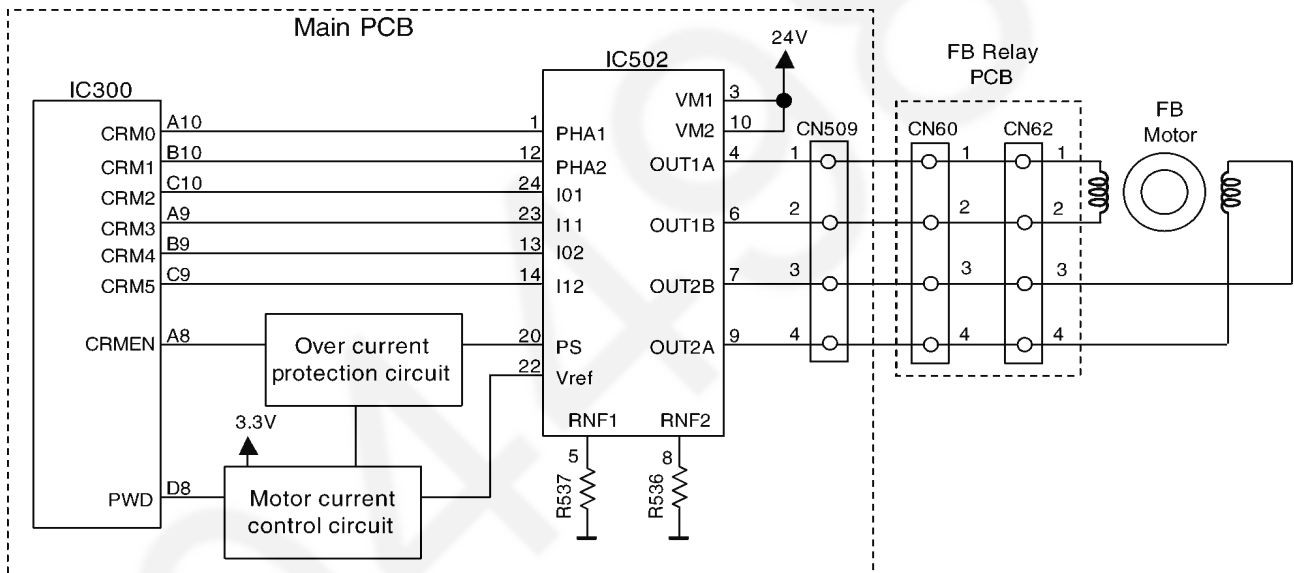 Main PCB
24V
FB Relay
PCB
IC502
IC300
FB
Motor
VM1 3
VM2 10
CN509 CN60 CN62
CRM0 A10 1 PHA1
OUT1A 4 1 1 1
CRM1 B10 12 PHA2
CRM2 C10 24 I01
CRM3 A9 23 I11
OUT1B 6 2 2 2
CRM4 B9 13 I02
CRM5 C9 14 I12
OUT2B 7 3 3 3
CRMEN A8
Over current
protection circuit
20 PS
OUT2A 9 4 4 4
22 Vref
RNF1 RNF2
3.3V
5 8
R537 R536
PWD D8
Motor current
control circuit